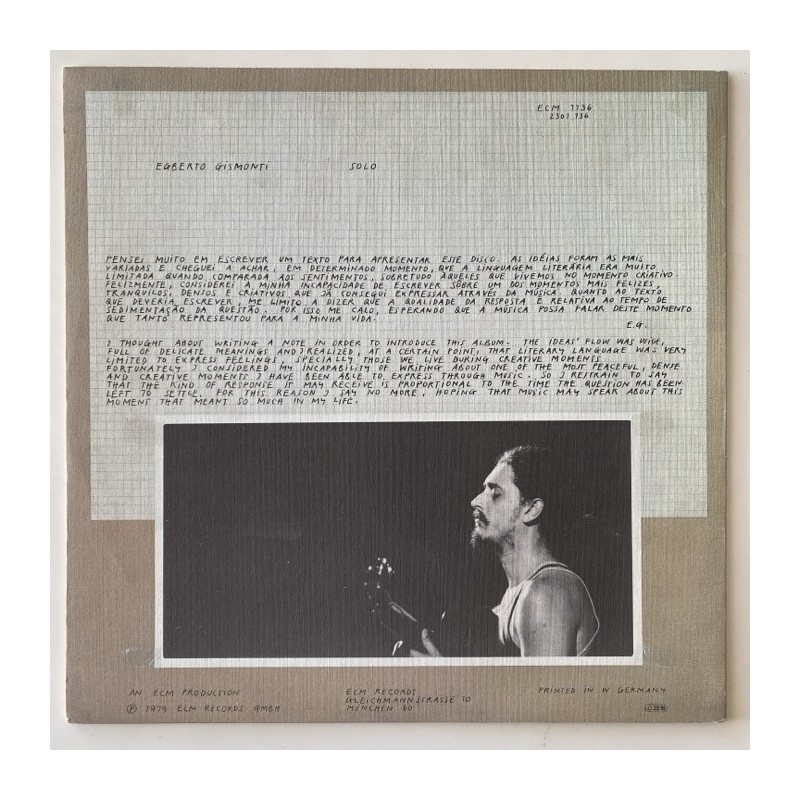 ECM 1136
2301 136
EGBERTO GISMONTI SOLO
PENSEI MUITO EM ESCREVER UM TEXTO PARA APRESENTAR ESTE DISCO. AS IDÉIAS FORAM AS MAIS
VARIADAS E CHEGUEI A ACHAR, EM DETERMINADO MOMENTO, QUE A LINGUAGEM LITERÁRIA ERA MUITO
LIMITADA QUANDO COMPARADA AOS SENTIMENTOS, SOBRETUDO ÀQUELES QUE VIVEMOS NO MOMENTO CRIATIVO.
FELIZMENTE, CONSIDEREI A MINHA INCAPACIDADE DE ESCREVER SÔBRE UM DOS MOMENTOS MAIS FELIZES,
TRANQUILOS, DENSOS E CRIATIVOS QUE JÁ CONSEGUI EXPRESSAR ATRAVÉS DA MÚSICA. QUANTO AO TEXTO
QUE DEVERIA ESCREVER, ME LIMITO A DIZER QUE A QUALIDADE DA RESPOSTA É RELATIVA AO TEMPO DE
SEDIMENTAÇÃO DA QUESTÃO. POR ISSO ME CALO, ESPERANDO QUE A MÚSICA POSSA FALAR DESTE MOMENTO
QUE TANTO REPRESENTOU PARA A MINHA VIDA.
E.G.
I THOUGHT ABOUT WRITING A NOTE IN ORDER TO INTRODUCE THIS ALBUM. THE IDEAS' FLOW WAS WIDE,
FULL OF DELICATE MEANINGS AND I REALIZED, AT A CERTAIN POINT, THAT LITERARY LANGUAGE WAS VERY
LIMITED TO EXPRESS FEELINGS, SPECIALLY THOSE WE LIVE DURING CREATIVE MOMENTS.
FORTUNATELY I CONSIDERED MY INCAPABILITY OF WRITING ABOUT ONE OF THE MOST PEACEFUL, DENSE
AND CREATIVE MOMENTS I HAVE BEEN ABLE TO EXPRESS THROUGH MUSIC. SO I RESTRAIN TO SAY
THAT THE KIND OF RESPONSE IT MAY RECEIVE IS PROPORTIONAL TO THE TIME THE QUESTION HAS BEEN
LEFT TO SETTLE. FOR THIS REASON I SAY NO MORE, HOPING THAT MUSIC MAY SPEAK ABOUT THIS
MOMENT THAT MEANT SO MUCH IN MY LIFE.
AN ECM PRODUCTION
Ⓟ 1979 ECM RECORDS GMBH
ECM RECORDS
GLEICHMANNSTRASSE 10
MÜNCHEN 60
PRINTED IN W. GERMANY